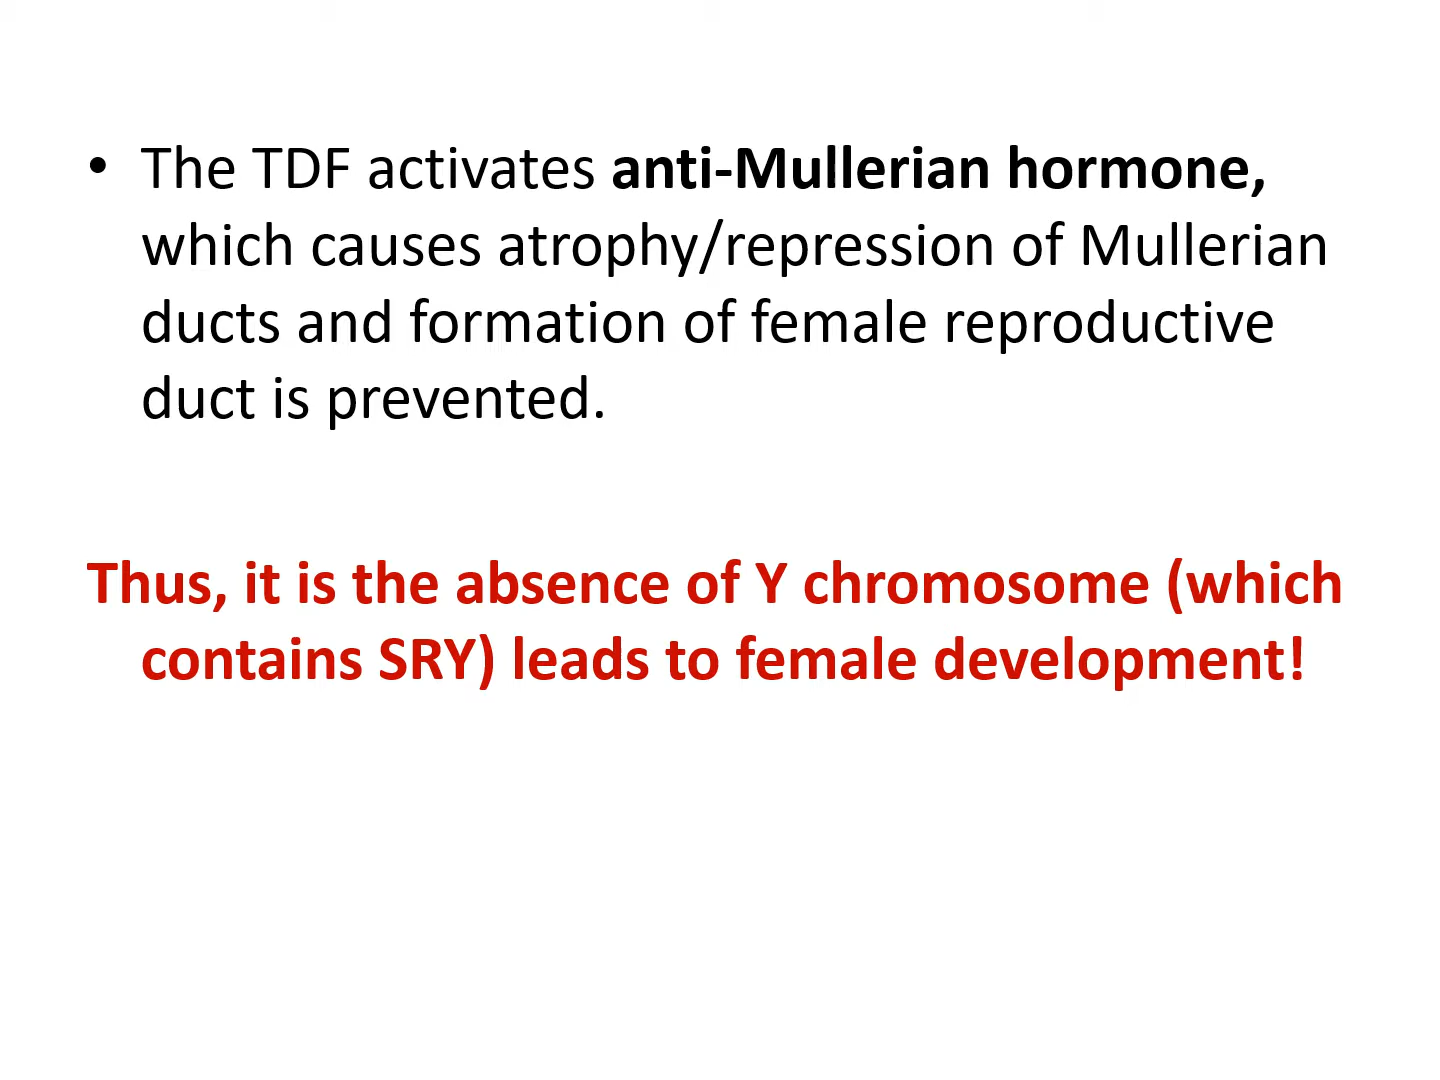 • The TDF activates anti-Mullerian hormone,
which causes atrophy/repression of Mullerian
ducts and formation of female reproductive
duct is prevented.
Thus, it is the absence of Y chromosome (which
contains SRY) leads to female development!